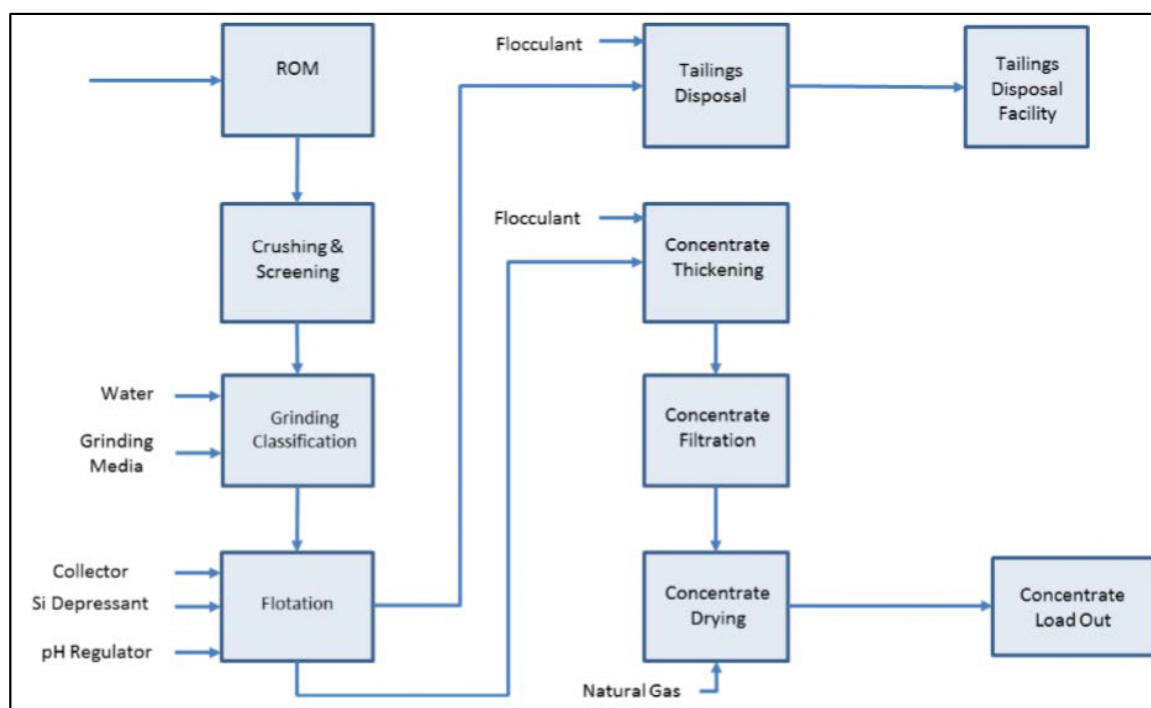 ROM
Crushing &
Screening
Water
Grinding
Media
Grinding
Classification
Collector
Si Depressant
pH Regulator
Flotation
Flocculant
Tailings
Disposal
Tailings
Disposal
Facility
Flocculant
Concentrate
Thickening
Concentrate
Filtration
Concentrate
Drying
Natural Gas
Concentrate
Load Out